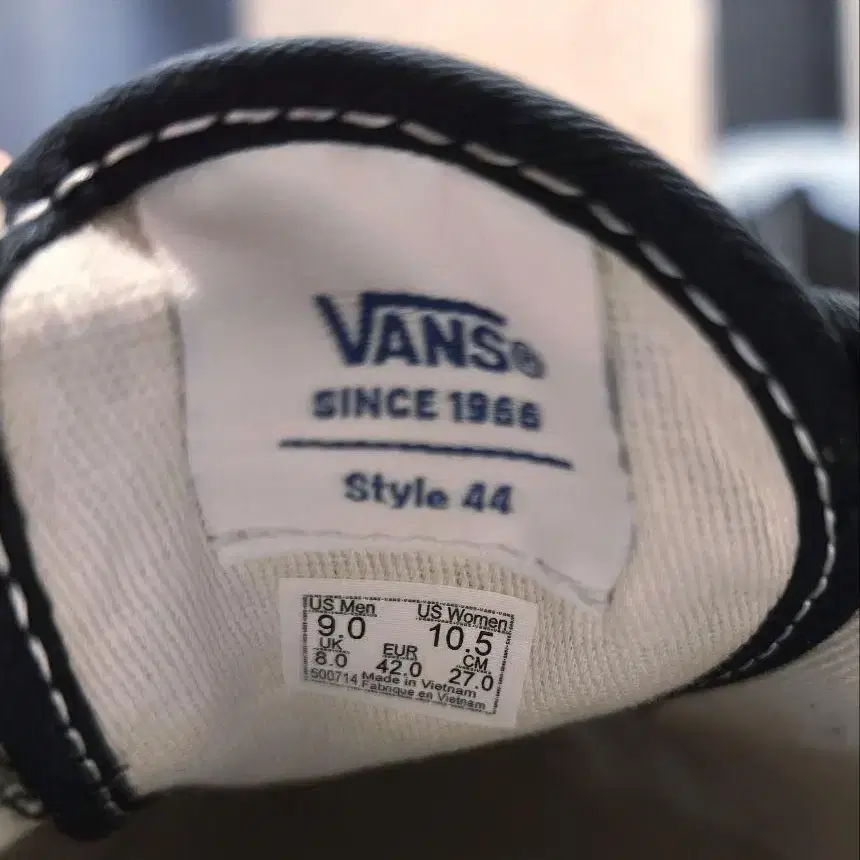 VANS®
SINCE 1966
Style 44
US Men US Women
9.0 10.5
UK EUR CM
8.0 42.0 27.0
500714 Made in Vietnam
Fabrique en Vietnam